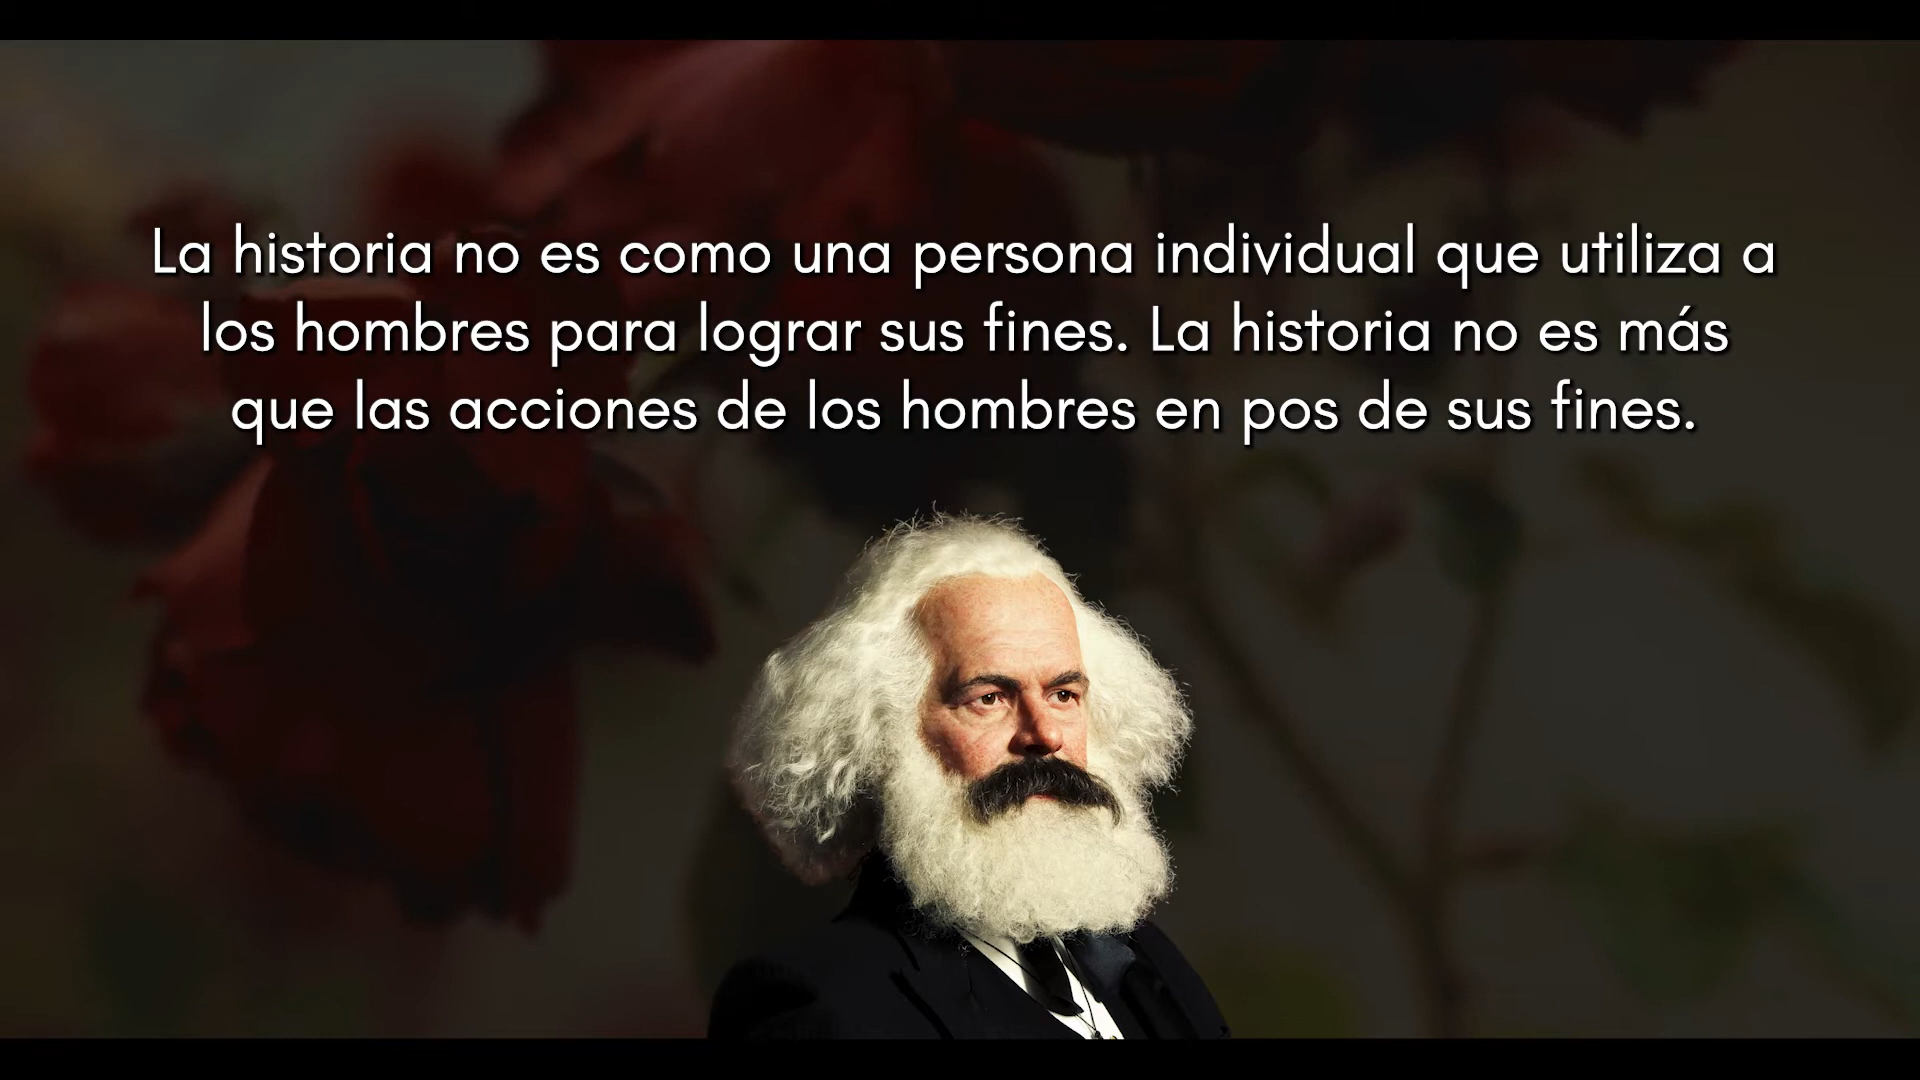 La historia no es como una persona individual que utiliza a
los hombres para lograr sus fines. La historia no es más
que las acciones de los hombres en pos de sus fines.